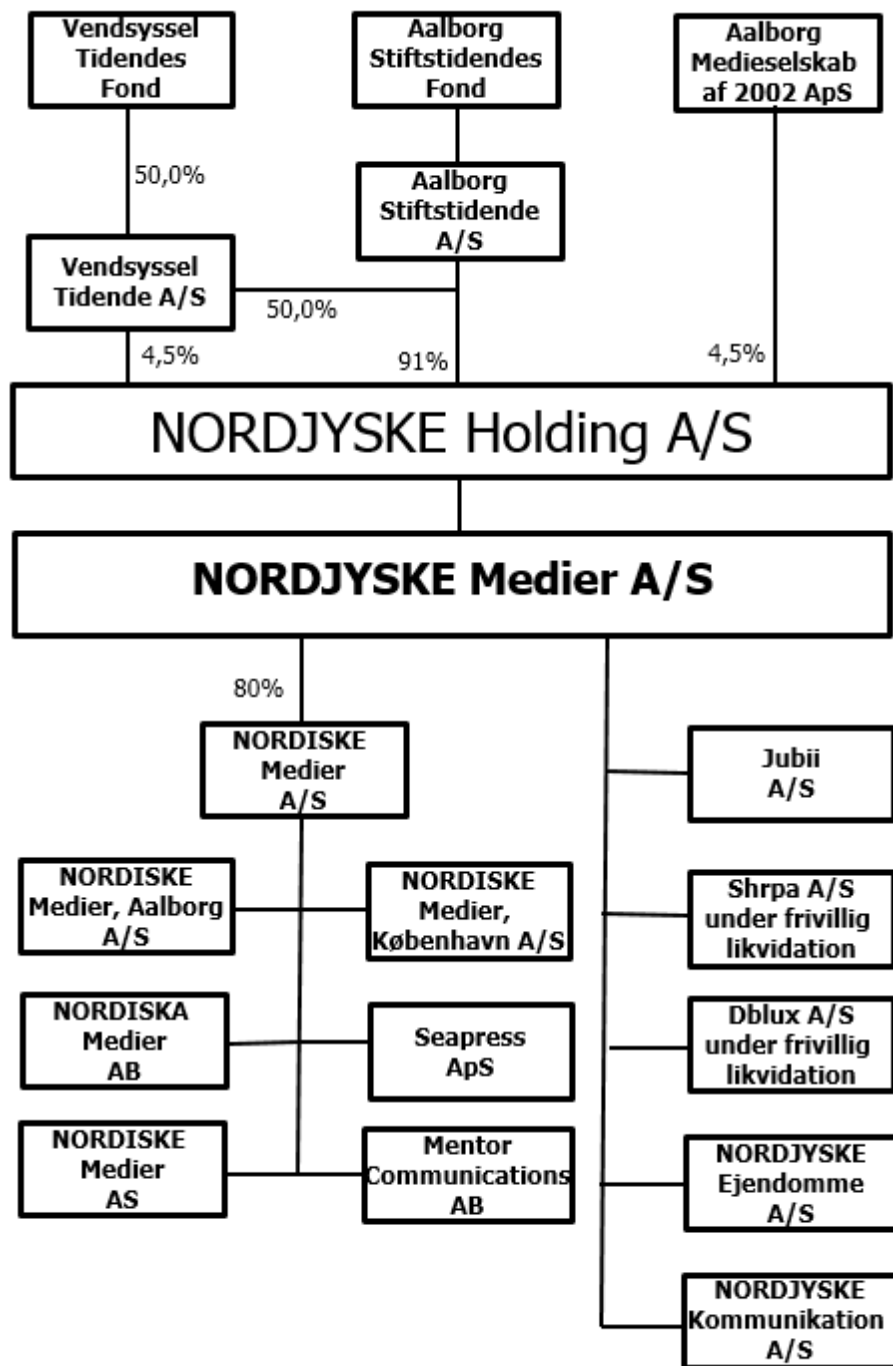 Vendsyssel
Tidendes
Fond
Aalborg
Stiftstidendes
Fond
Aalborg
Medieselskab
af 2002 ApS
50,0%
Aalborg
Stiftstidende
A/S
Vendsyssel
Tidende A/S
50,0%
4,5%
91%
4,5%
NORDJYSKE Holding A/S
NORDJYSKE Medier A/S
80%
NORDISKE
Medier
A/S
Jubii
A/S
NORDISKE
Medier, Aalborg
A/S
NORDISKE
Medier,
København A/S
Shrpa A/S
under frivillig
likvidation
NORDISKA
Medier
AB
Seapress
ApS
Dblux A/S
under frivillig
likvidation
NORDISKE
Medier
AS
Mentor
Communications
AB
NORDJYSKE
Ejendomme
A/S
NORDJYSKE
Kommunikation
A/S